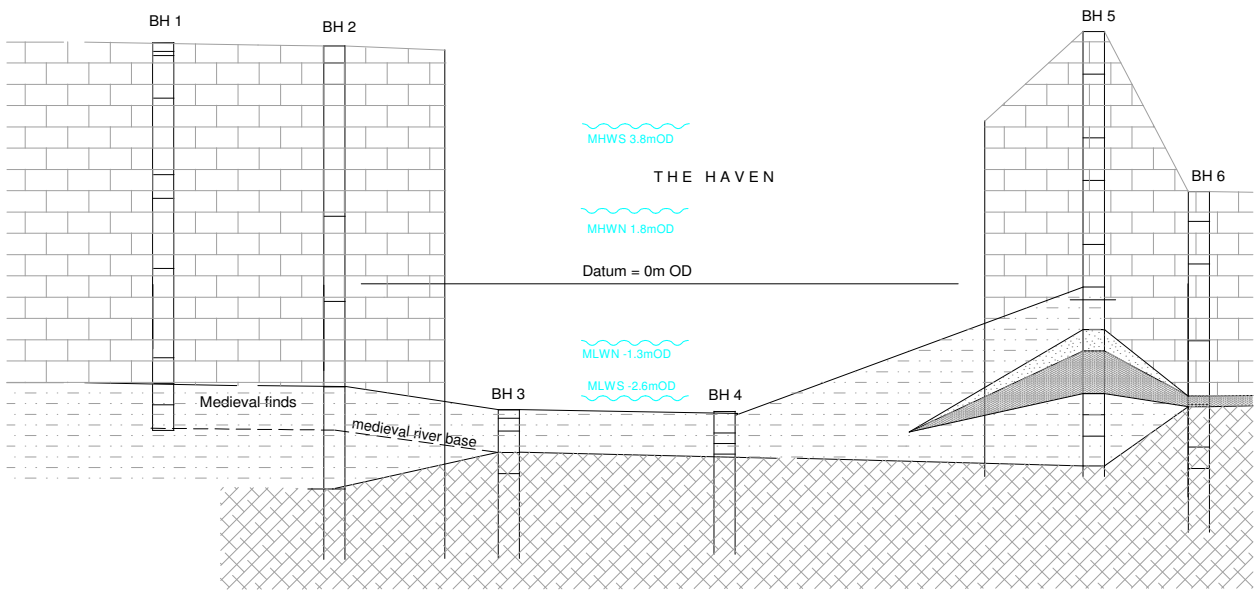 BH 1
BH 2
BH 5
MHWS 3.8mOD
THE HAVEN
BH 6
MHWN 1.8mOD
Datum = 0m OD
MLWN -1.3mOD
MLWS -2.6mOD
BH 3
BH 4
Medieval finds
medieval river base